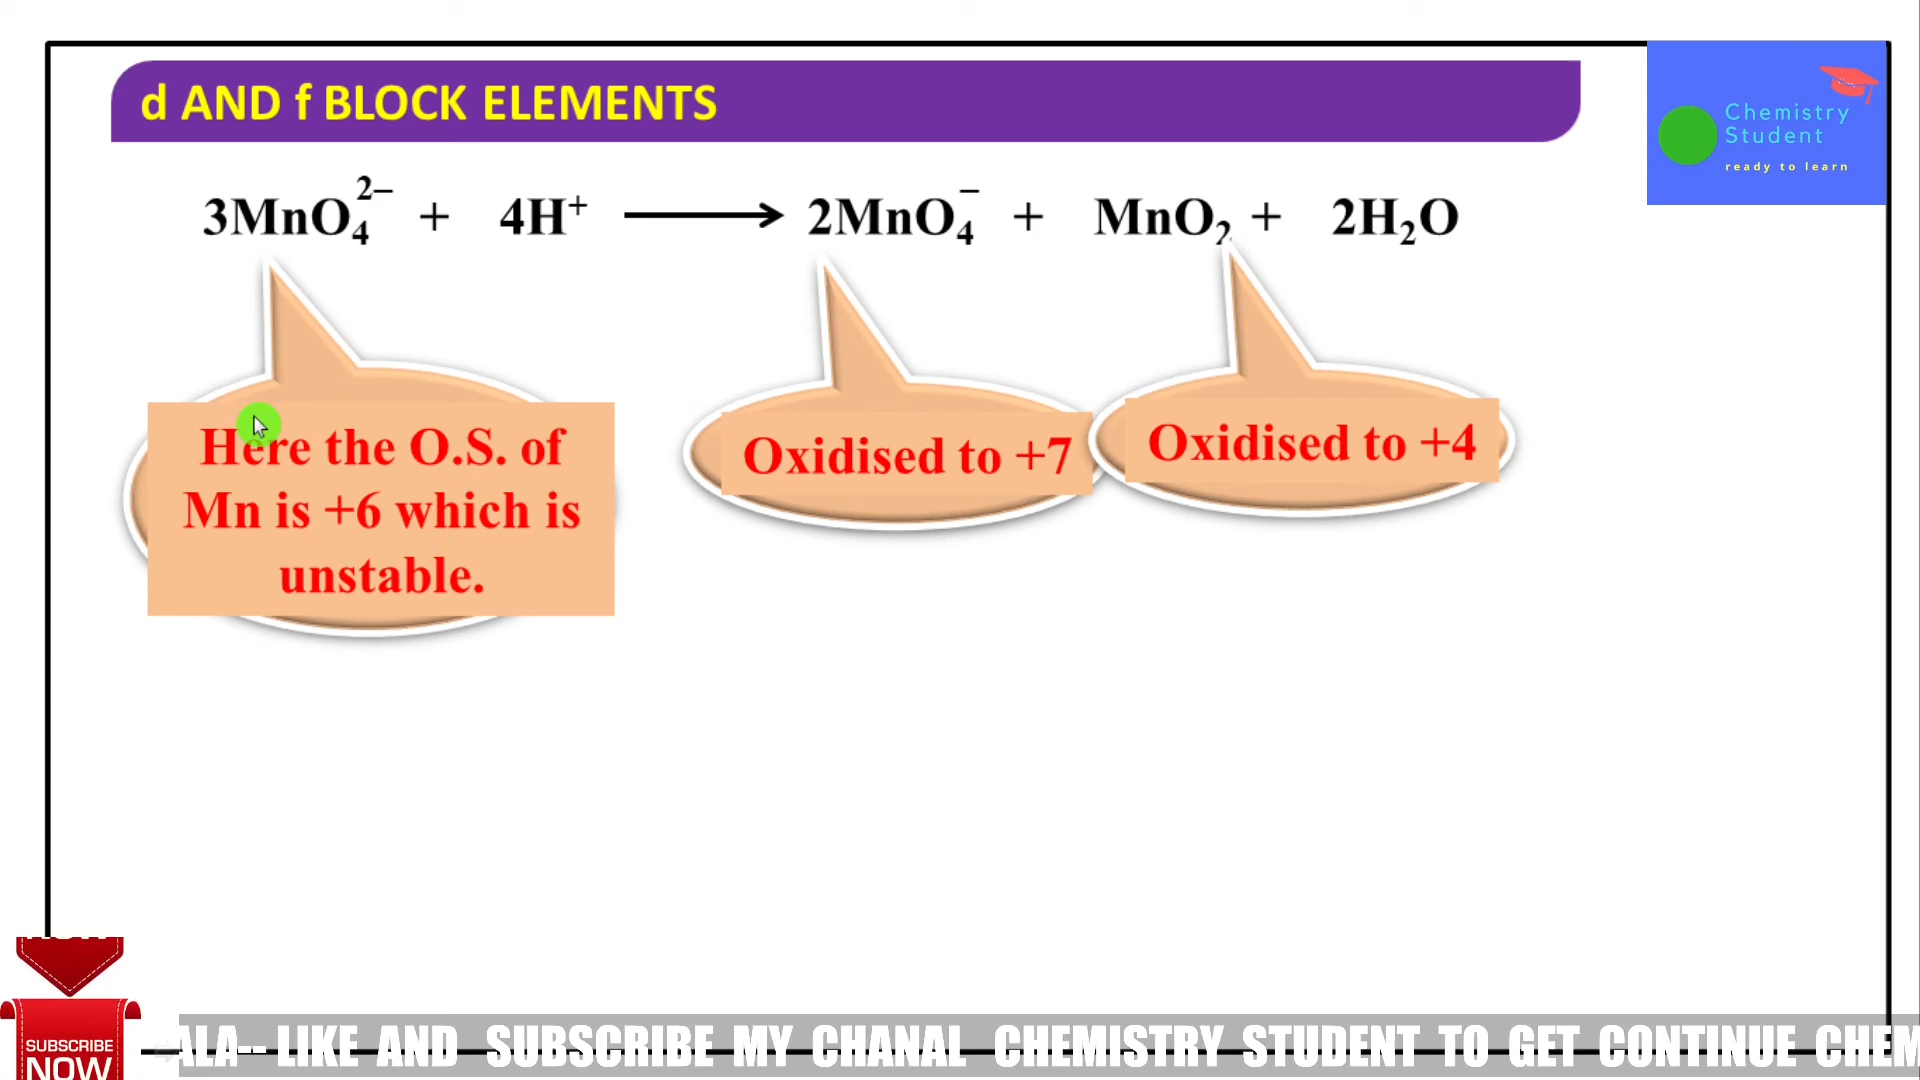 d AND f BLOCK ELEMENTS
Chemistry
Student
ready to learn
3MnO₄²⁻ + 4H⁺ ⟶ 2MnO₄⁻ + MnO₂ + 2H₂O
Here the O.S. of
Mn is +6 which is
unstable.
Oxidised to +7
Oxidised to +4
SUBSCRIBE
NOW
LIKE AND SUBSCRIBE MY CHANAL CHEMISTRY STUDENT TO GET CONTINUE